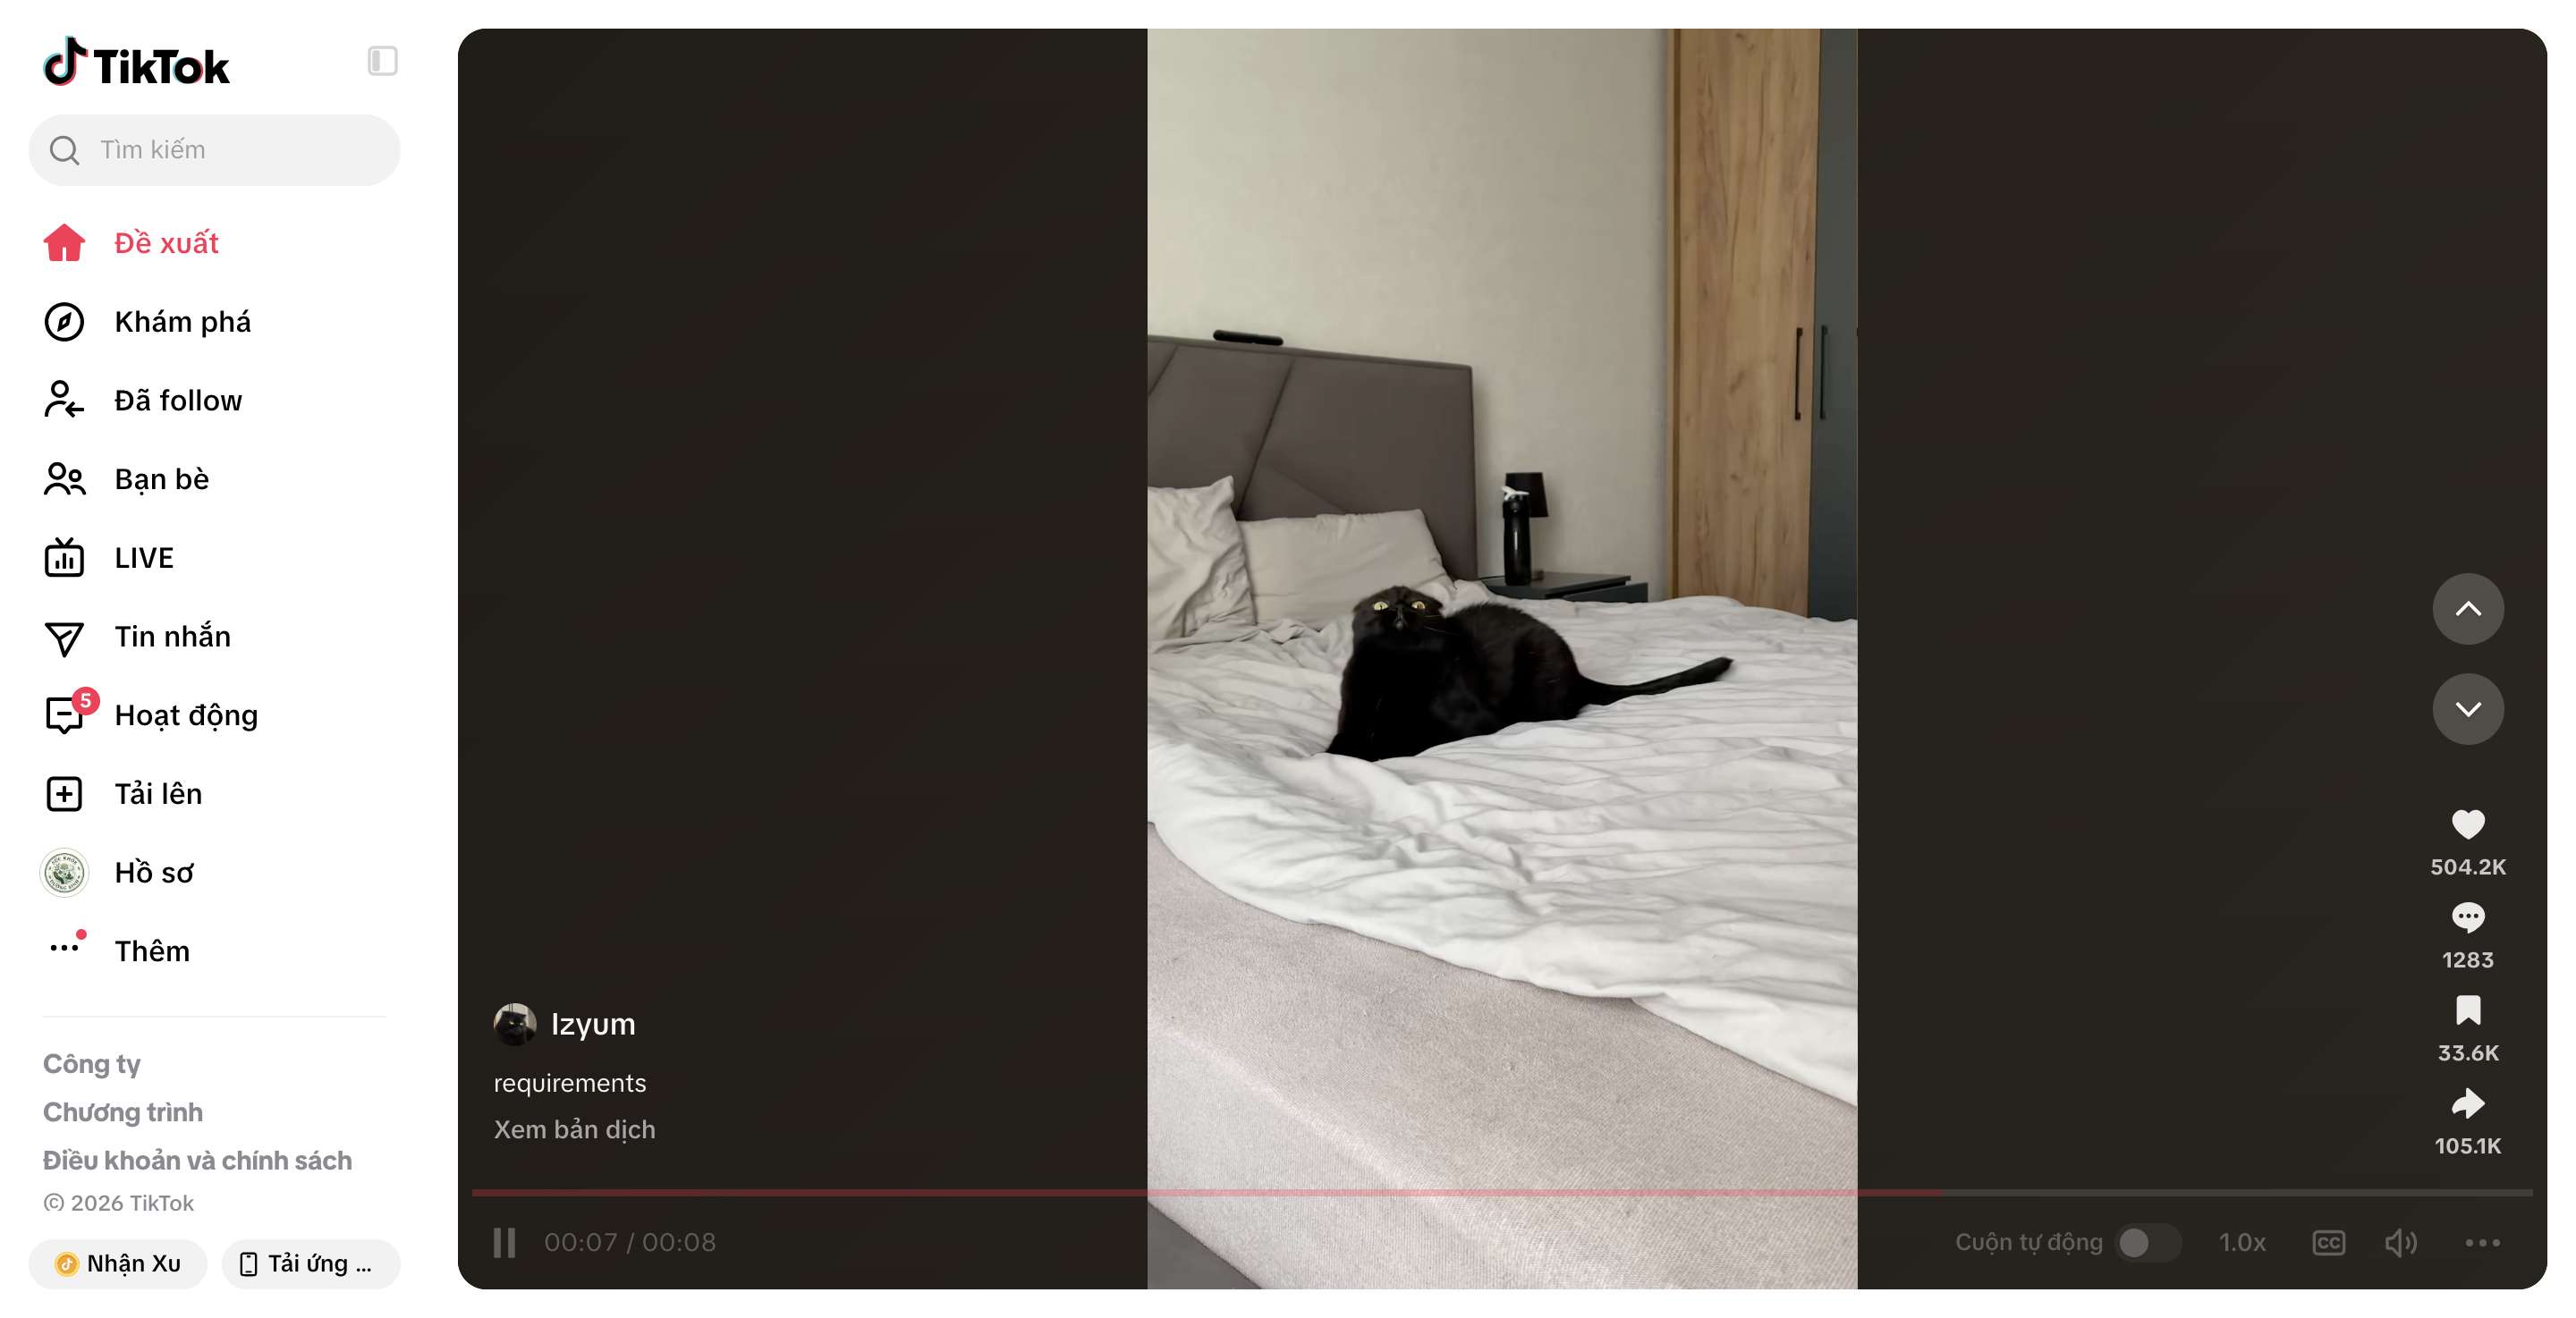 TikTok
Tìm kiếm
Đề xuất
Khám phá
Đã follow
Bạn bè
LIVE
Tin nhắn
5
Hoạt động
Tải lên
Hồ sơ
Thêm
Công ty
Chương trình
Điều khoản và chính sách
© 2026 TikTok
Nhận Xu
Tải ứng ...
Izyum
requirements
Xem bản dịch
00:07 / 00:08
504.2K
1283
33.6K
105.1K
Cuộn tự động
1.0x
CC